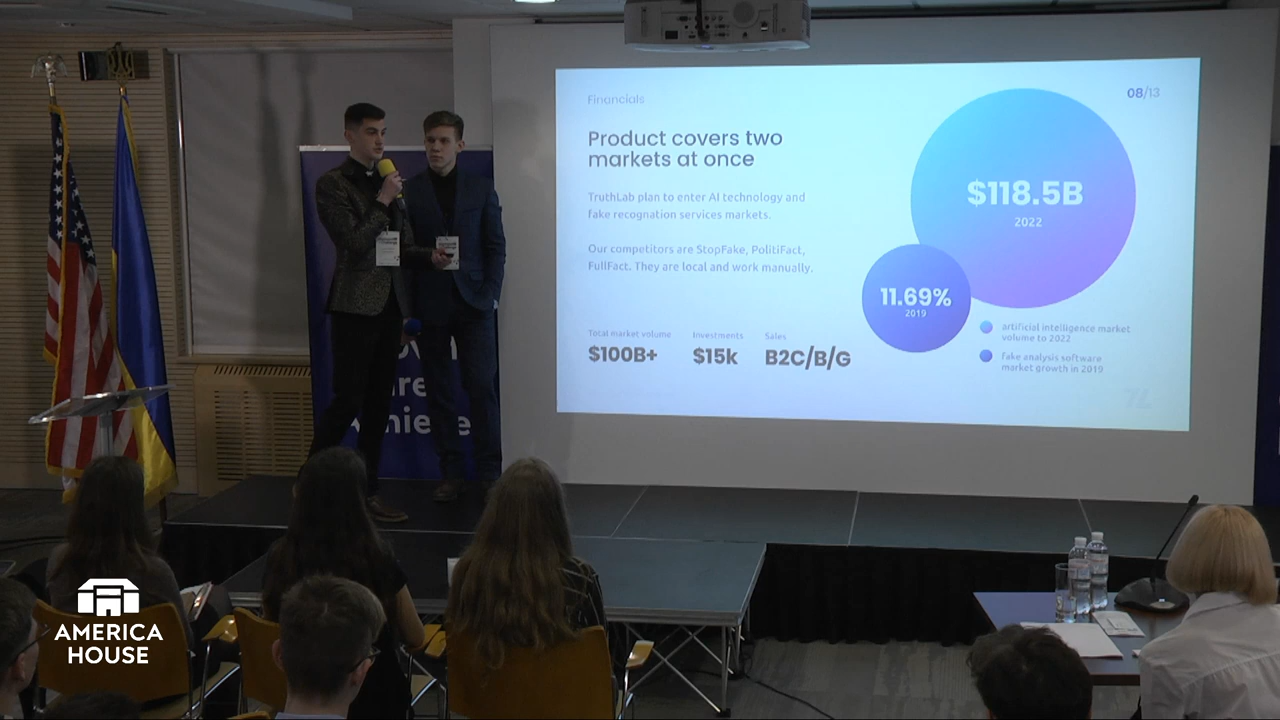 Financials
08/13
Product covers two
markets at once
TruthLab plan to enter AI technology and
fake recognation services markets.
Our competitors are StopFake, PolitiFact,
FullFact. They are local and work manually.
Total market volume
$100B+
Investments
$15k
Sales
B2C/B/G
$118.5B
2022
11.69%
2019
artificial intelligence market
volume to 2022
fake analysis software
market growth in 2019
AMERICA
HOUSE